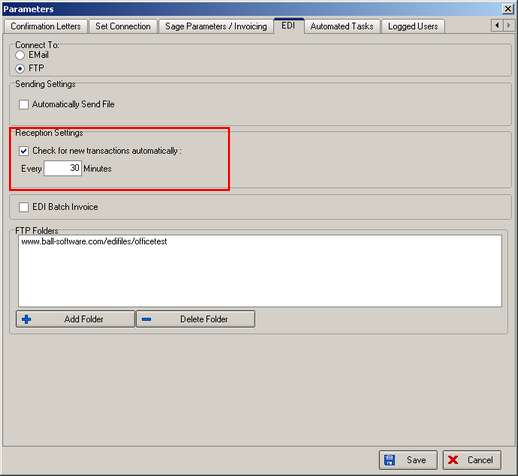 Parameters
Confirmation Letters
Set Connection
Sage Parameters / Invoicing
EDI
Automated Tasks
Logged Users
Connect To:
EMail
FTP
Sending Settings
Automatically Send File
Reception Settings
Check for new transactions automatically :
Every 30 Minutes
EDI Batch Invoice
FTP Folders
www.ball-software.com/edifiles/officetest
Add Folder
Delete Folder
Save
Cancel